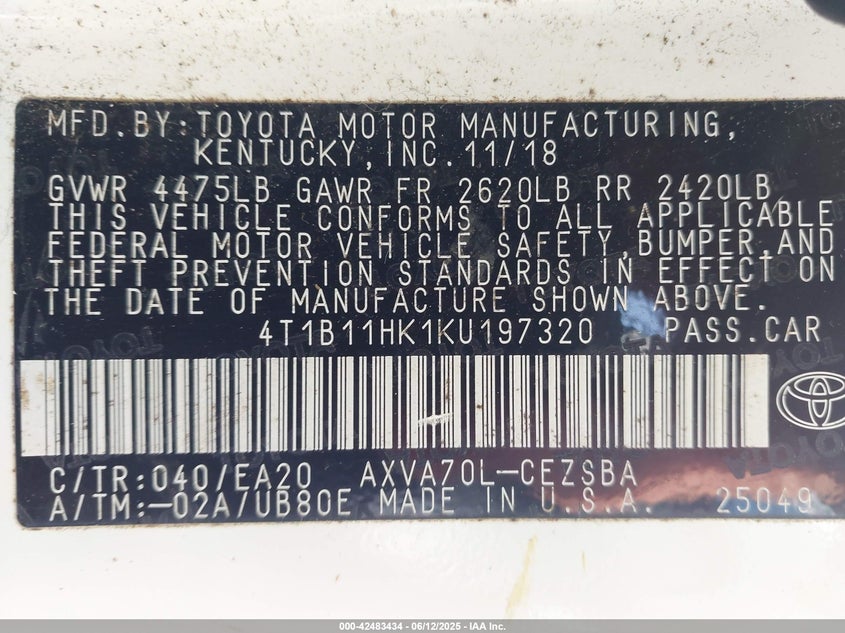 MFD.BY:TOYOTA MOTOR MANUFACTURING,
KENTUCKY,INC.11/18
GVWR 4475LB GAWR FR 2620LB RR 2420LB
THIS VEHICLE CONFORMS TO ALL APPLICABLE
FEDERAL MOTOR VEHICLE SAFETY,BUMPER,AND
THEFT PREVENTION STANDARDS IN EFFECT ON
THE DATE OF MANUFACTURE SHOWN ABOVE.
4T1B11HK1KU197320 PASS.CAR
C/TR:040/EA20 AXVA70L-CEZSBA
A/TM:-02A/UB80E MADE IN U.S.A. 25049
000-42483434 - 06/12/2025 - IAA Inc.